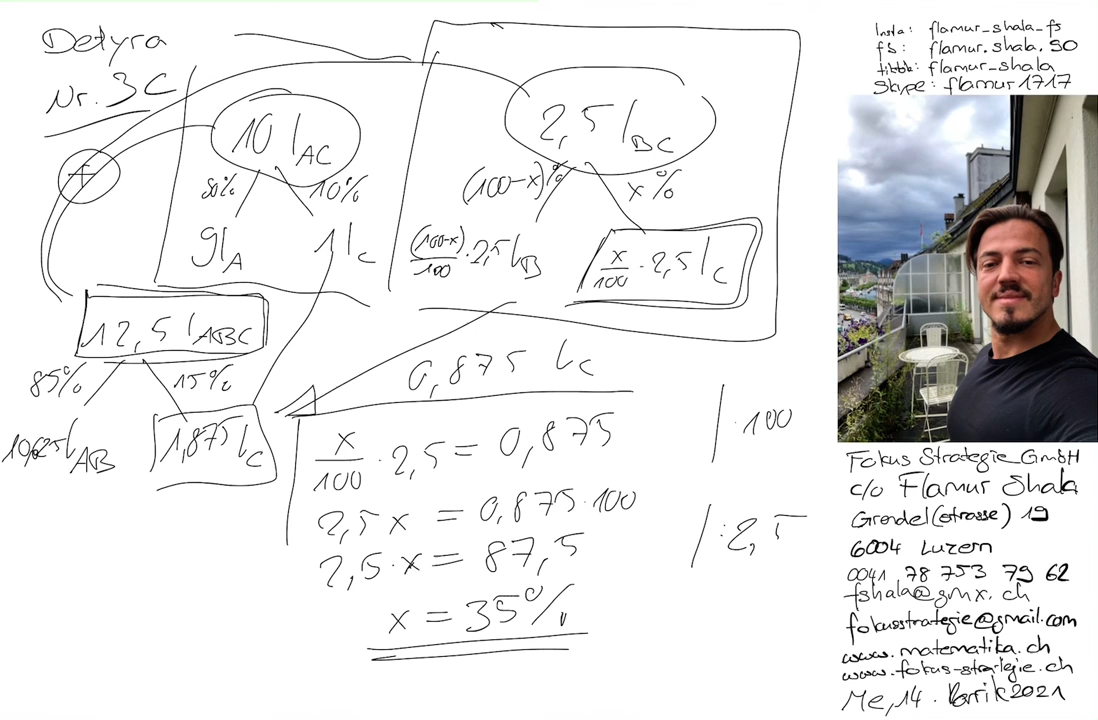 Detyra
Nr. 3C
+
10 l AC
90% 10%
9 l A 1 l C
2,5 l BC
(100-x)% x%
(100-x)/100 · 2,5 l B x/100 · 2,5 l C
12,5 l ABC
85% 15%
10,625 l AB 1,875 l C
0,875 l C
x/100 · 2,5 = 0,875 | · 100
2,5 x = 0,875 · 100
2,5 · x = 87,5 | : 2,5
x = 35%
Insta: flamur_shala_fs
fb: flamur.shala.50
tiktok: flamur_shala
Skype: flamur1717
Fokus Strategie GmbH
c/o Flamur Shala
Grendel(strasse) 19
6004 Luzern
0041 78 753 79 62
fshala@gmx.ch
fokusstrategie@gmail.com
www.matematika.ch
www.fokus-strategie.ch
Me, 14. Korrik 2021